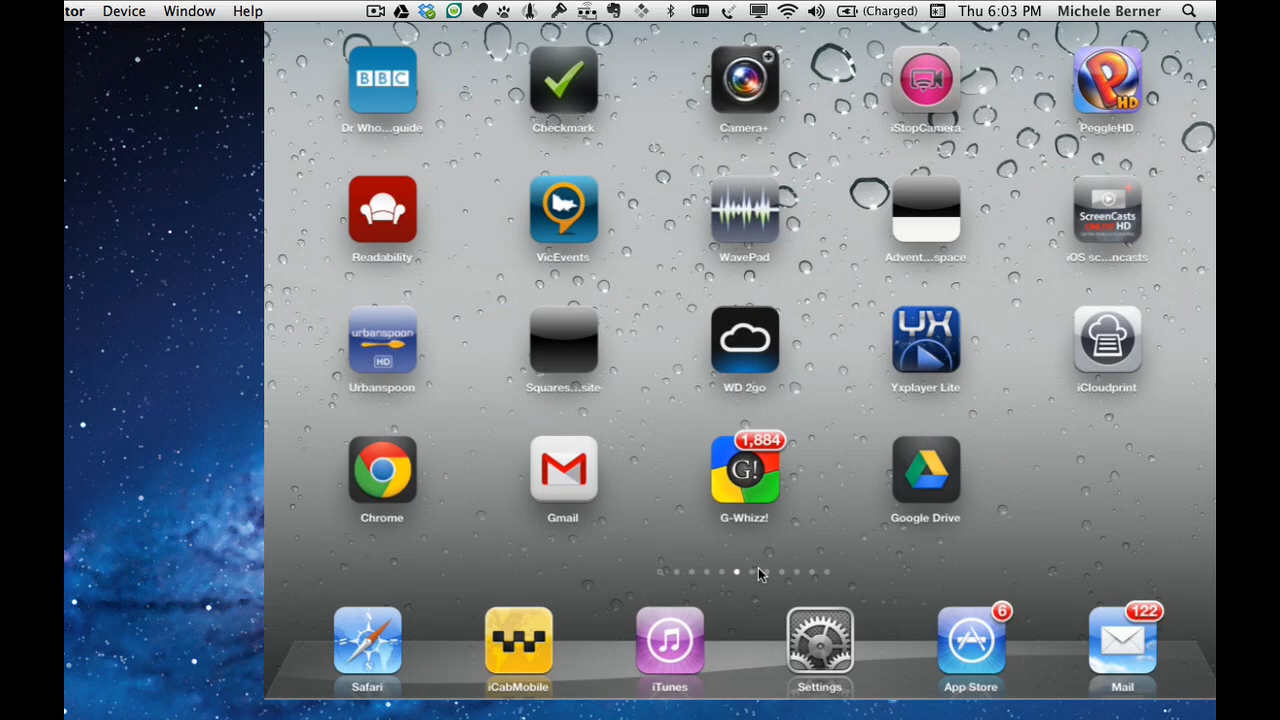 tor Device Window Help (Charged) Thu 6:03 PM Michele Berner
BBC
P HD
Dr Who...guide Checkmark Camera+ iStopCamera PeggleHD
ScreenCasts
ONLINE HD
Readability VicEvents WavePad Advent...space iOS sc...ncasts
urbanspoon
HD
YX
Urbanspoon Squares...site WD 2go Yxplayer Lite iCloudprint
1,884
G!
Chrome Gmail G-Whizz! Google Drive
6 122
Safari iCabMobile iTunes Settings App Store Mail